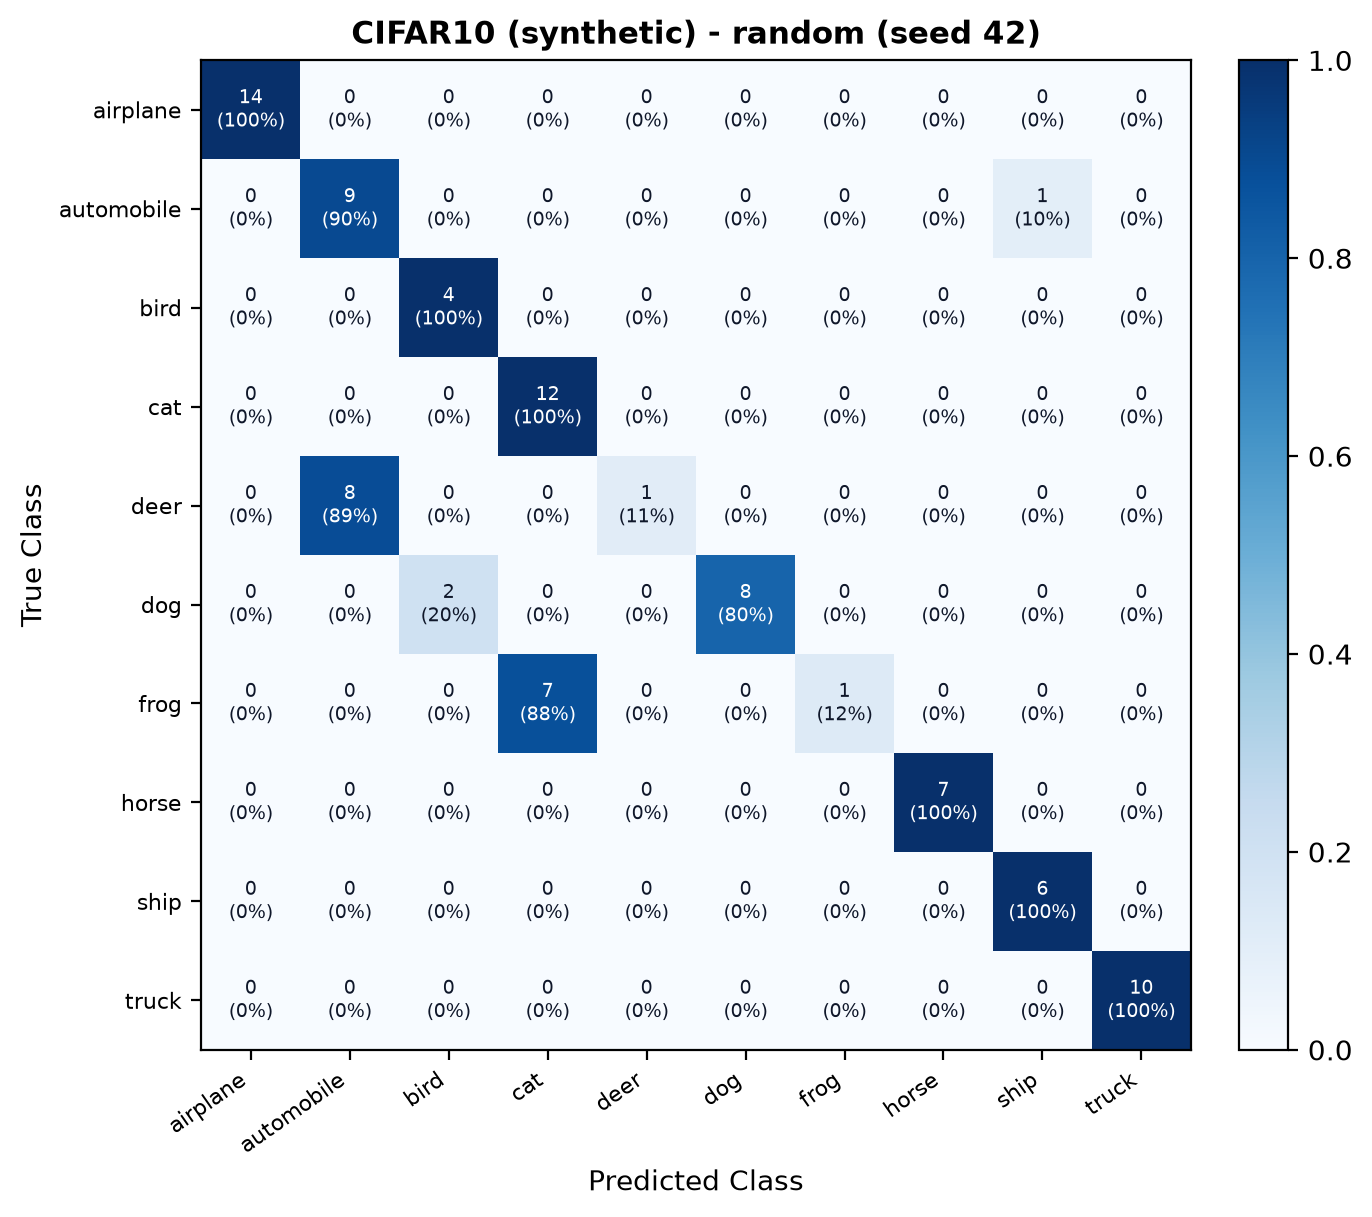 CIFAR10 (synthetic) - random (seed 42)
airplane
14 0 0 0 0 0 0 0 0 0
(100%) (0%) (0%) (0%) (0%) (0%) (0%) (0%) (0%) (0%)
automobile
0 9 0 0 0 0 0 0 1 0
(0%) (90%) (0%) (0%) (0%) (0%) (0%) (0%) (10%) (0%)
bird
0 0 4 0 0 0 0 0 0 0
(0%) (0%) (100%) (0%) (0%) (0%) (0%) (0%) (0%) (0%)
cat
0 0 0 12 0 0 0 0 0 0
(0%) (0%) (0%) (100%) (0%) (0%) (0%) (0%) (0%) (0%)
deer
0 8 0 0 1 0 0 0 0 0
(0%) (89%) (0%) (0%) (11%) (0%) (0%) (0%) (0%) (0%)
dog
0 0 2 0 0 8 0 0 0 0
(0%) (0%) (20%) (0%) (0%) (80%) (0%) (0%) (0%) (0%)
frog
0 0 0 7 0 0 1 0 0 0
(0%) (0%) (0%) (88%) (0%) (0%) (12%) (0%) (0%) (0%)
horse
0 0 0 0 0 0 0 7 0 0
(0%) (0%) (0%) (0%) (0%) (0%) (0%) (100%) (0%) (0%)
ship
0 0 0 0 0 0 0 0 6 0
(0%) (0%) (0%) (0%) (0%) (0%) (0%) (0%) (100%) (0%)
truck
0 0 0 0 0 0 0 0 0 10
(0%) (0%) (0%) (0%) (0%) (0%) (0%) (0%) (0%) (100%)
airplane automobile bird cat deer dog frog horse ship truck
Predicted Class
True Class
1.0
0.8
0.6
0.4
0.2
0.0